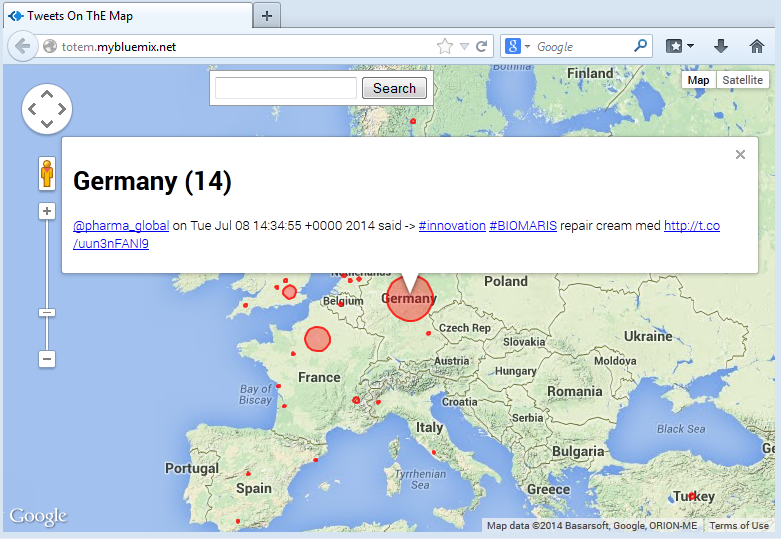 Tweets On ThE Map
totem.mybluemix.net
Google
Search
Map Satellite
Bothnia
Finland
Germany (14)
@pharma_global on Tue Jul 08 14:34:55 +0000 2014 said -> #innovation #BIOMARIS repair cream med http://t.co
/uun3nFANl9
Netherlands
Belgium
Germany
Poland
Czech Rep
Slovakia
Ukraine
Austria
Hungary
Moldova
France
Bay of
Biscay
Croatia
Romania
Serbia
Italy
Black Sea
Bulgaria
Portugal
Spain
Tyrrhenian
Sea
Greece
Turkey
Ge
Google
Map data ©2014 Basarsoft, Google, ORION-ME
Terms of Use